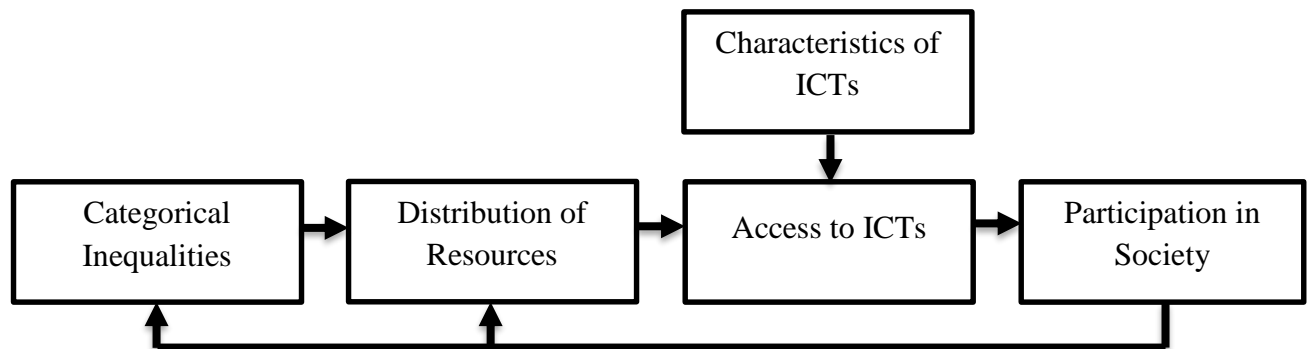 Characteristics of
ICTs
Categorical
Inequalities
Distribution of
Resources
Access to ICTs
Participation in
Society